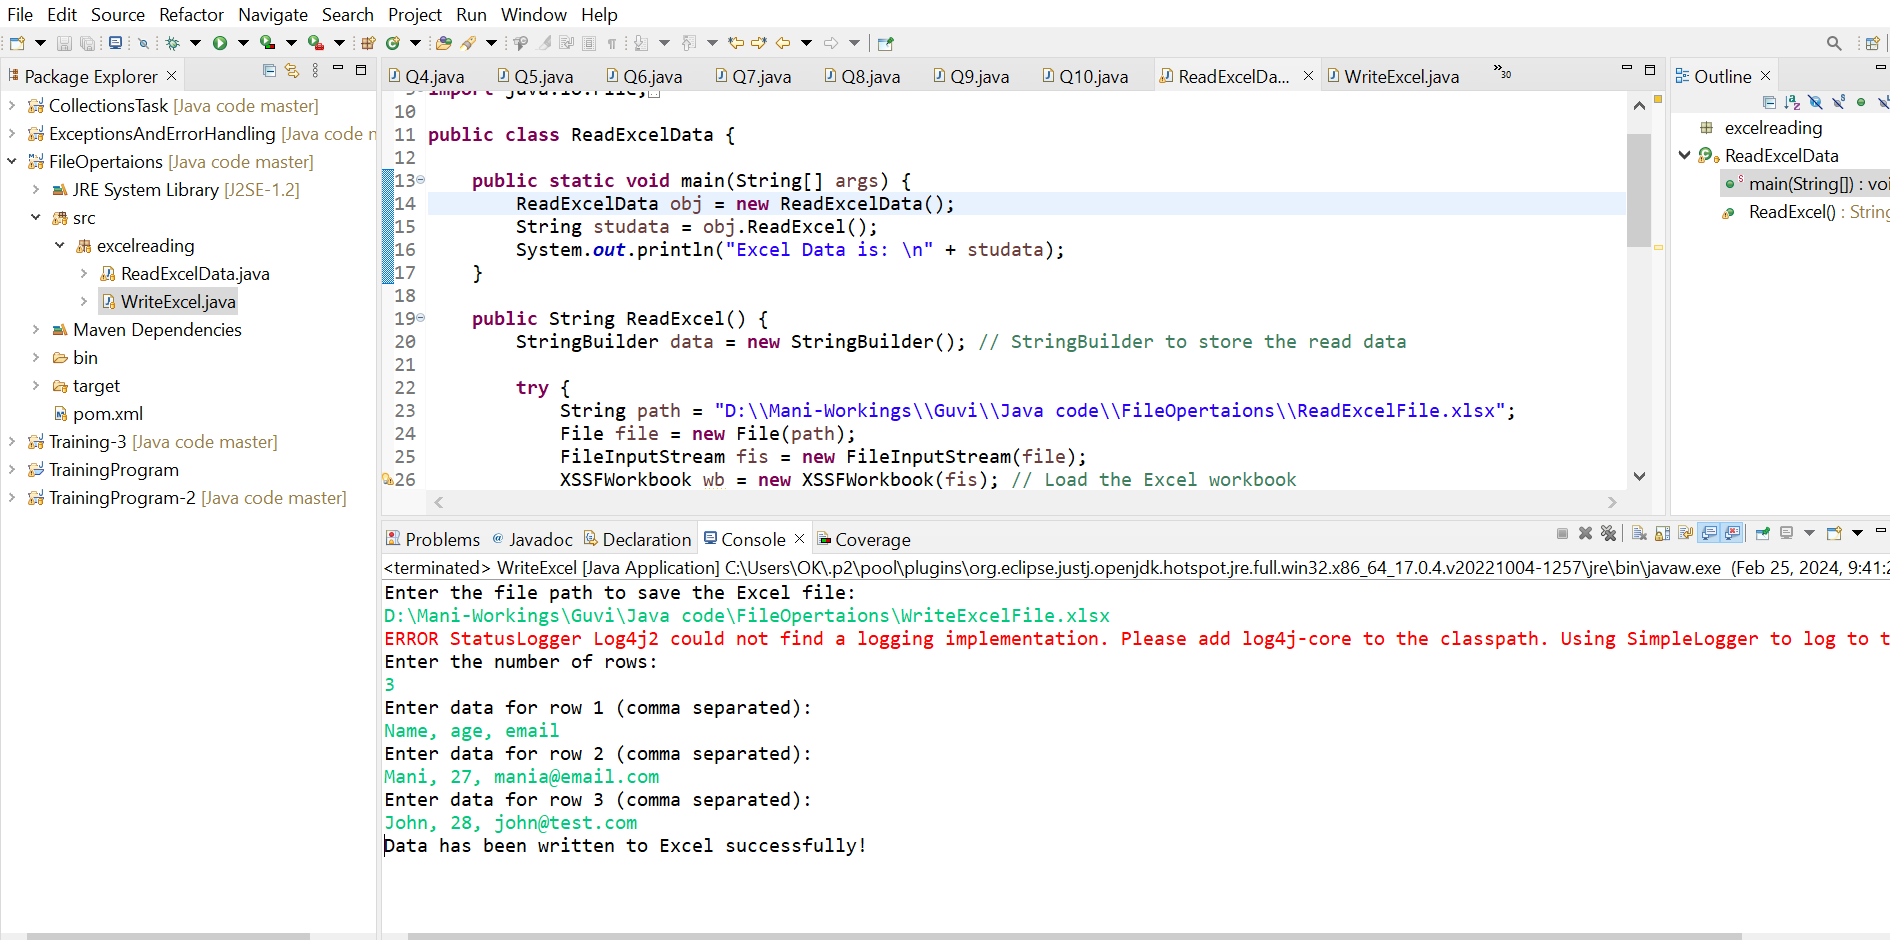 File Edit Source Refactor Navigate Search Project Run Window Help
Package Explorer
CollectionsTask [Java code master]
ExceptionsAndErrorHandling [Java code
FileOpertaions [Java code master]
JRE System Library [J2SE-1.2]
src
excelreading
ReadExcelData.java
WriteExcel.java
Maven Dependencies
bin
target
pom.xml
Training-3 [Java code master]
TrainingProgram
TrainingProgram-2 [Java code master]
Q4.java Q5.java Q6.java Q7.java Q8.java Q9.java Q10.java ReadExcelDa... WriteExcel.java »30
9 import java.io.File;
10
11 public class ReadExcelData {
12
13 public static void main(String[] args) {
14 ReadExcelData obj = new ReadExcelData();
15 String studata = obj.ReadExcel();
16 System.out.println("Excel Data is: \n" + studata);
17 }
18
19 public String ReadExcel() {
20 StringBuilder data = new StringBuilder(); // StringBuilder to store the read data
21
22 try {
23 String path = "D:\\Mani-Workings\\Guvi\\Java code\\FileOpertaions\\ReadExcelFile.xlsx";
24 File file = new File(path);
25 FileInputStream fis = new FileInputStream(file);
26 XSSFWorkbook wb = new XSSFWorkbook(fis); // Load the Excel workbook
Outline
excelreading
ReadExcelData
main(String[]) : voi
ReadExcel() : String
Problems Javadoc Declaration Console Coverage
<terminated> WriteExcel [Java Application] C:\Users\OK\.p2\pool\plugins\org.eclipse.justj.openjdk.hotspot.jre.full.win32.x86_64_17.0.4.v20221004-1257\jre\bin\javaw.exe (Feb 25, 2024, 9:41:2
Enter the file path to save the Excel file:
D:\Mani-Workings\Guvi\Java code\FileOpertaions\WriteExcelFile.xlsx
ERROR StatusLogger Log4j2 could not find a logging implementation. Please add log4j-core to the classpath. Using SimpleLogger to log to t
Enter the number of rows:
3
Enter data for row 1 (comma separated):
Name, age, email
Enter data for row 2 (comma separated):
Mani, 27, mania@email.com
Enter data for row 3 (comma separated):
John, 28, john@test.com
Data has been written to Excel successfully!